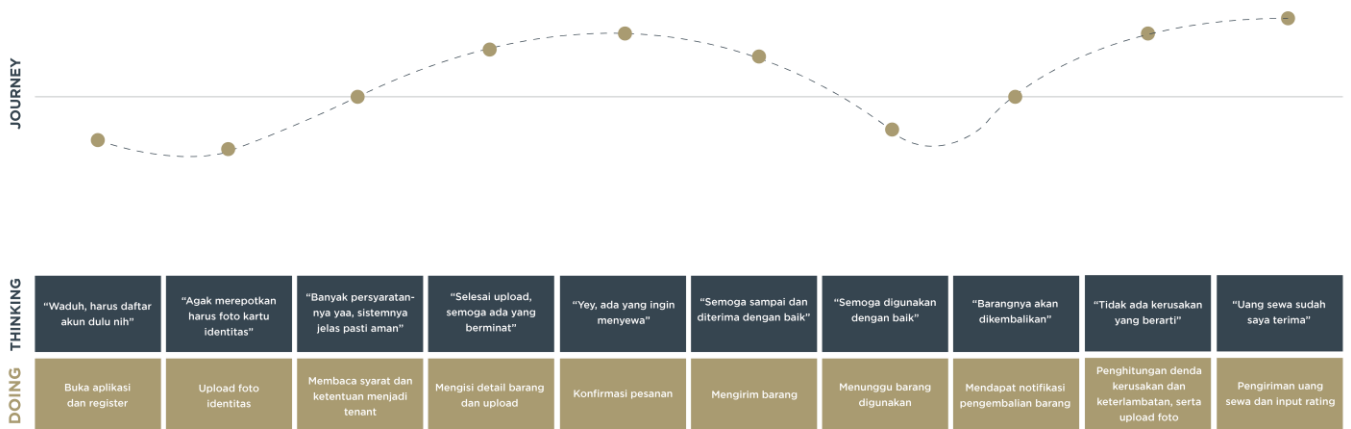 JOURNEY
THINKING
“Waduh, harus daftar
akun dulu nih”
“Agak merepotkan
harus foto kartu
identitas”
“Banyak persyaratan-
nya yaa, sistemnya
jelas pasti aman”
“Selesai upload,
semoga ada yang
berminat”
“Yey, ada yang ingin
menyewa”
“Semoga sampai dan
diterima dengan baik”
“Semoga digunakan
dengan baik”
“Barangnya akan
dikembalikan”
“Tidak ada kerusakan
yang berarti”
“Uang sewa sudah
saya terima”
DOING
Buka aplikasi
dan register
Upload foto
identitas
Membaca syarat dan
ketentuan menjadi
tenant
Mengisi detail barang
dan upload
Konfirmasi pesanan
Mengirim barang
Menunggu barang
digunakan
Mendapat notifikasi
pengembalian barang
Penghitungan denda
kerusakan dan
keterlambatan, serta
upload foto
Pengiriman uang
sewa dan input rating